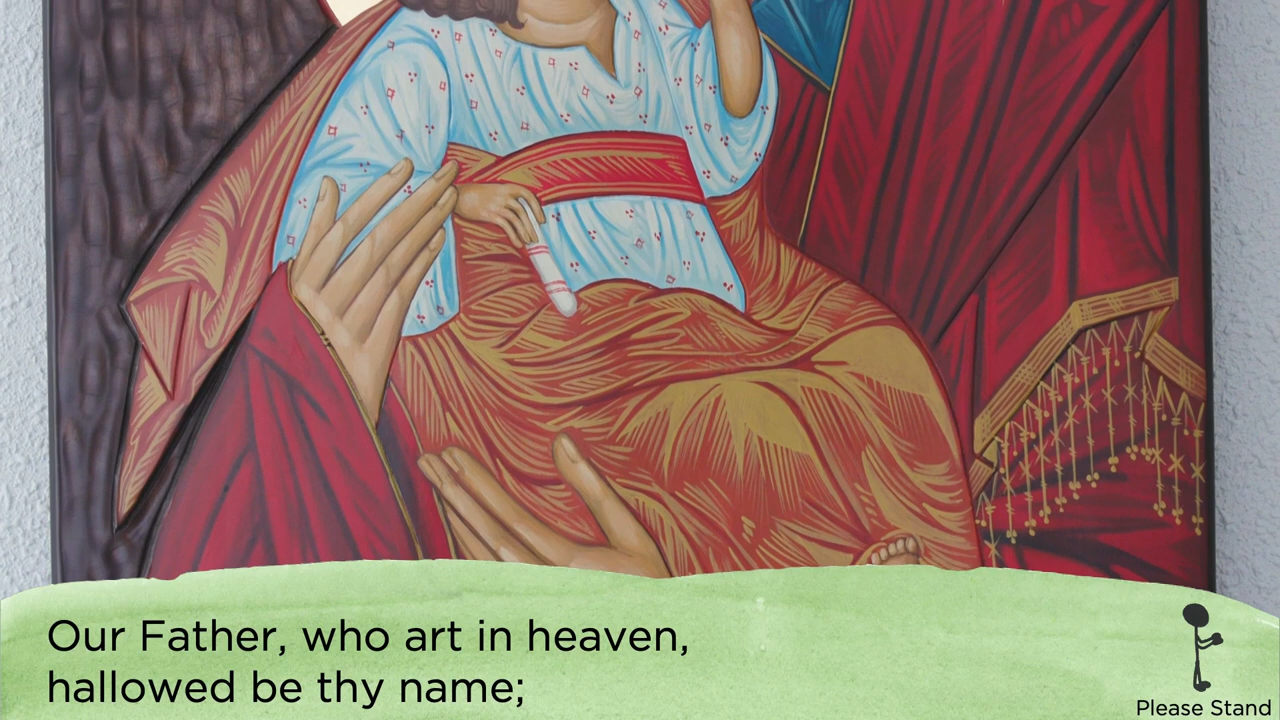 Our Father, who art in heaven,
hallowed be thy name;
Please Stand